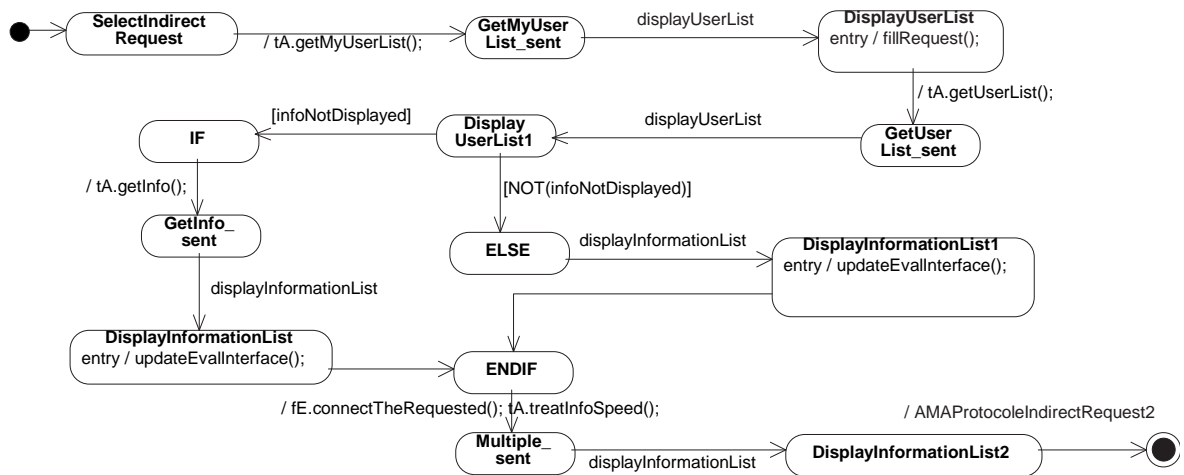 SelectIndirect
Request
/ tA.getMyUserList();
GetMyUser
List_sent
displayUserList
DisplayUserList
entry / fillRequest();
/ tA.getUserList();
GetUser
List_sent
displayUserList
Display
UserList1
[infoNotDisplayed]
IF
/ tA.getInfo();
GetInfo_
sent
displayInformationList
DisplayInformationList
entry / updateEvalInterface();
[NOT(infoNotDisplayed)]
ELSE
displayInformationList
DisplayInformationList1
entry / updateEvalInterface();
ENDIF
/ fE.connectTheRequested(); tA.treatInfoSpeed();
Multiple_
sent
displayInformationList
DisplayInformationList2
/ AMAProtocoleIndirectRequest2